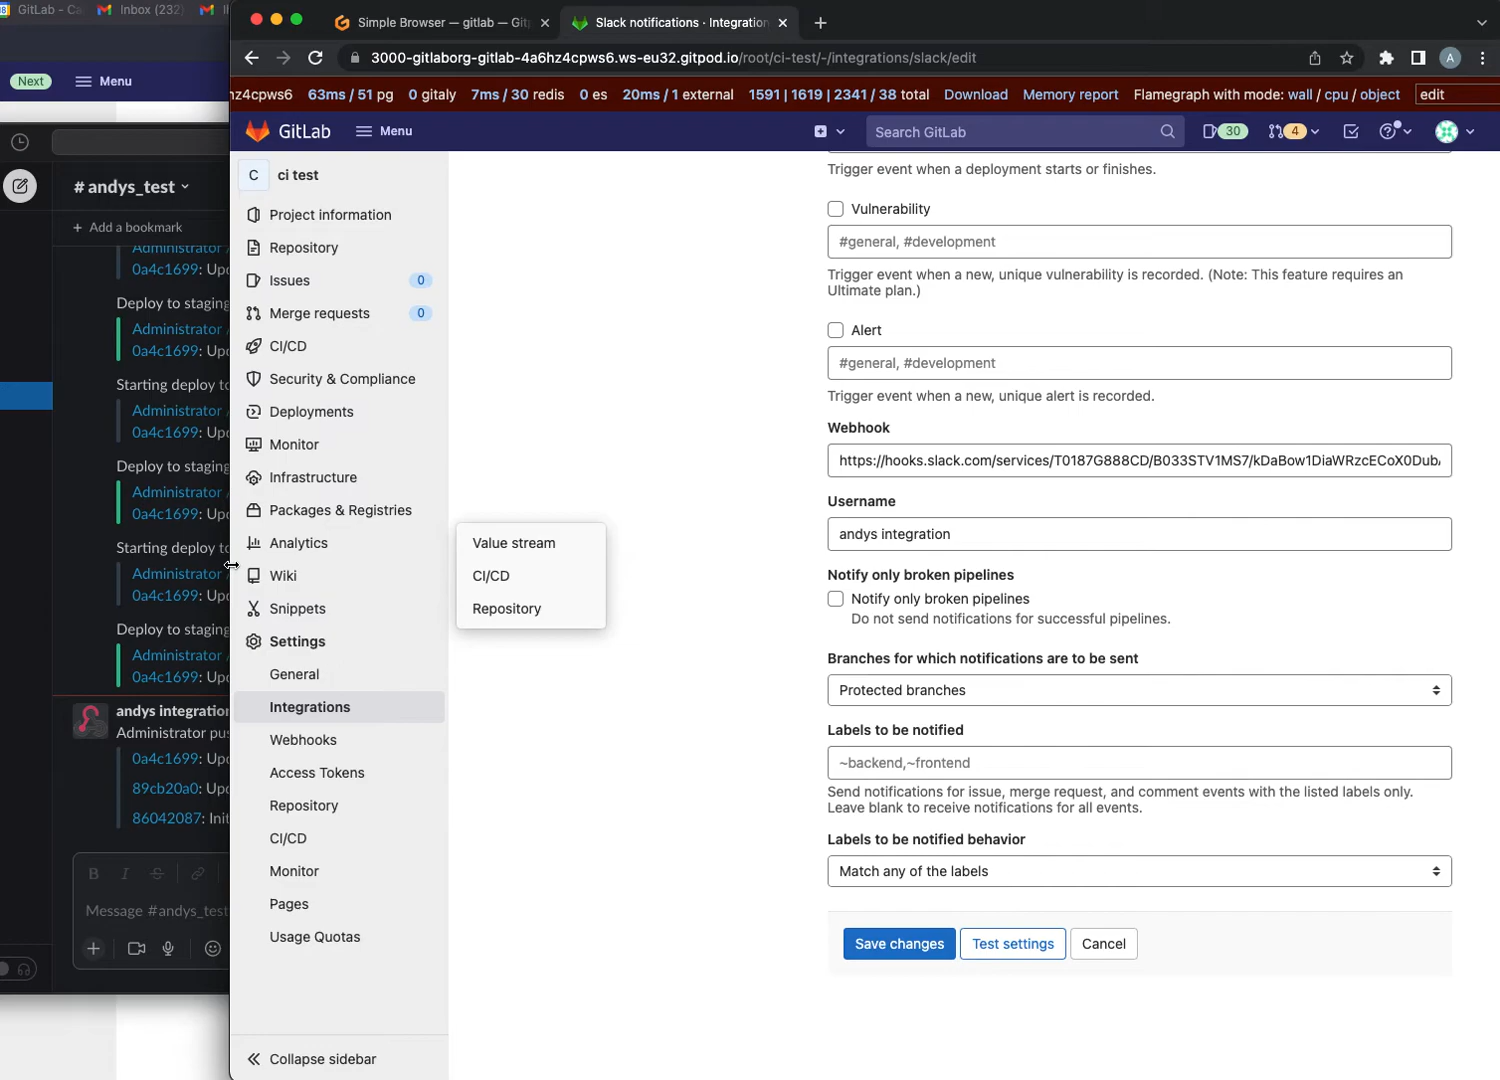 GitLab - Ca
Inbox (232)
Simple Browser — gitlab — Git
Slack notifications · Integration
3000-gitlaborg-gitlab-4a6hz4cpws6.ws-eu32.gitpod.io/root/ci-test/-/integrations/slack/edit
A
Next
Menu
hz4cpws6 63ms / 51 pg 0 gitaly 7ms / 30 redis 0 es 20ms / 1 external 1591 | 1619 | 2341 / 38 total Download Memory report Flamegraph with mode: wall / cpu / object edit
GitLab
Menu
Search GitLab
30
4
# andys_test
+ Add a bookmark
Administrator
0a4c1699: Upd
Deploy to staging
Administrator /
0a4c1699: Upd
Starting deploy to
Administrator /
0a4c1699: Upd
Deploy to staging
Administrator /
0a4c1699: Upd
Starting deploy to
Administrator /
0a4c1699: Upd
Deploy to staging
Administrator /
0a4c1699: Upd
andys integration
Administrator pus
0a4c1699: Upd
89cb20a0: Upd
86042087: Init
B I S
Message #andys_test
C ci test
Project information
Repository
Issues 0
Merge requests 0
CI/CD
Security & Compliance
Deployments
Monitor
Infrastructure
Packages & Registries
Analytics
Wiki
Snippets
Settings
General
Integrations
Webhooks
Access Tokens
Repository
CI/CD
Monitor
Pages
Usage Quotas
Collapse sidebar
Value stream
CI/CD
Repository
Trigger event when a deployment starts or finishes.
Vulnerability
#general, #development
Trigger event when a new, unique vulnerability is recorded. (Note: This feature requires an
Ultimate plan.)
Alert
#general, #development
Trigger event when a new, unique alert is recorded.
Webhook
https://hooks.slack.com/services/T0187G888CD/B033STV1MS7/kDaBow1DiaWRzcECoX0Dub
Username
andys integration
Notify only broken pipelines
Notify only broken pipelines
Do not send notifications for successful pipelines.
Branches for which notifications are to be sent
Protected branches
Labels to be notified
~backend,~frontend
Send notifications for issue, merge request, and comment events with the listed labels only.
Leave blank to receive notifications for all events.
Labels to be notified behavior
Match any of the labels
Save changes
Test settings
Cancel